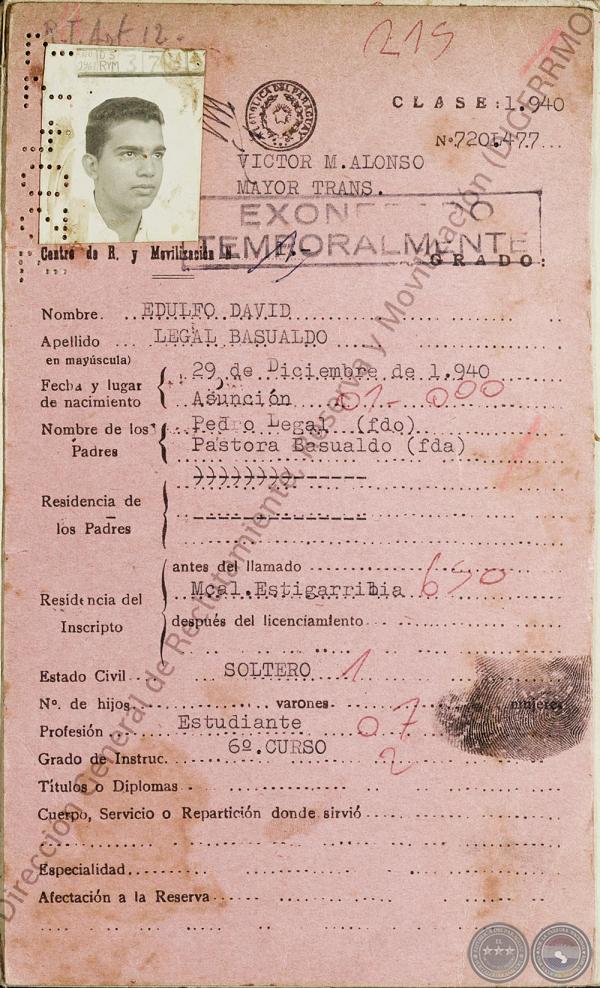 R.T. Art 12.-
215
REPUBLICA DEL PARAGUAY
CLASE: 1.940
Nº 7201477...
VICTOR M. ALONSO
MAYOR TRANS.
TEMPORALMENTE
Centro de R. y Movilización
GRADO:
Nombre. EDULFO DAVID
Apellido LEGAL BASUALDO
en mayúscula)
Fecha y lugar de nacimiento
29 de Diciembre de 1.940
Asunción 01- 000
Nombre de los Padres
Pedro Legal (fdo)
Pastora Basualdo (fda)
))))))))------
Residencia de los Padres
--------------
Residencia del Inscripto
antes del llamado
Mcal. Estigarribia 690
después del licenciamiento
Estado Civil SOLTERO 1
Nº. de hijos varones mujeres
Profesión Estudiante 07
6º. CURSO
Grado de Instruc. 2
Títulos o Diplomas
Cuerpo, Servicio o Repartición donde sirvió
Especialidad
Afectación a la Reserva
Dirección General de Reclutamiento, Reserva y Movilización (DIGERRMO